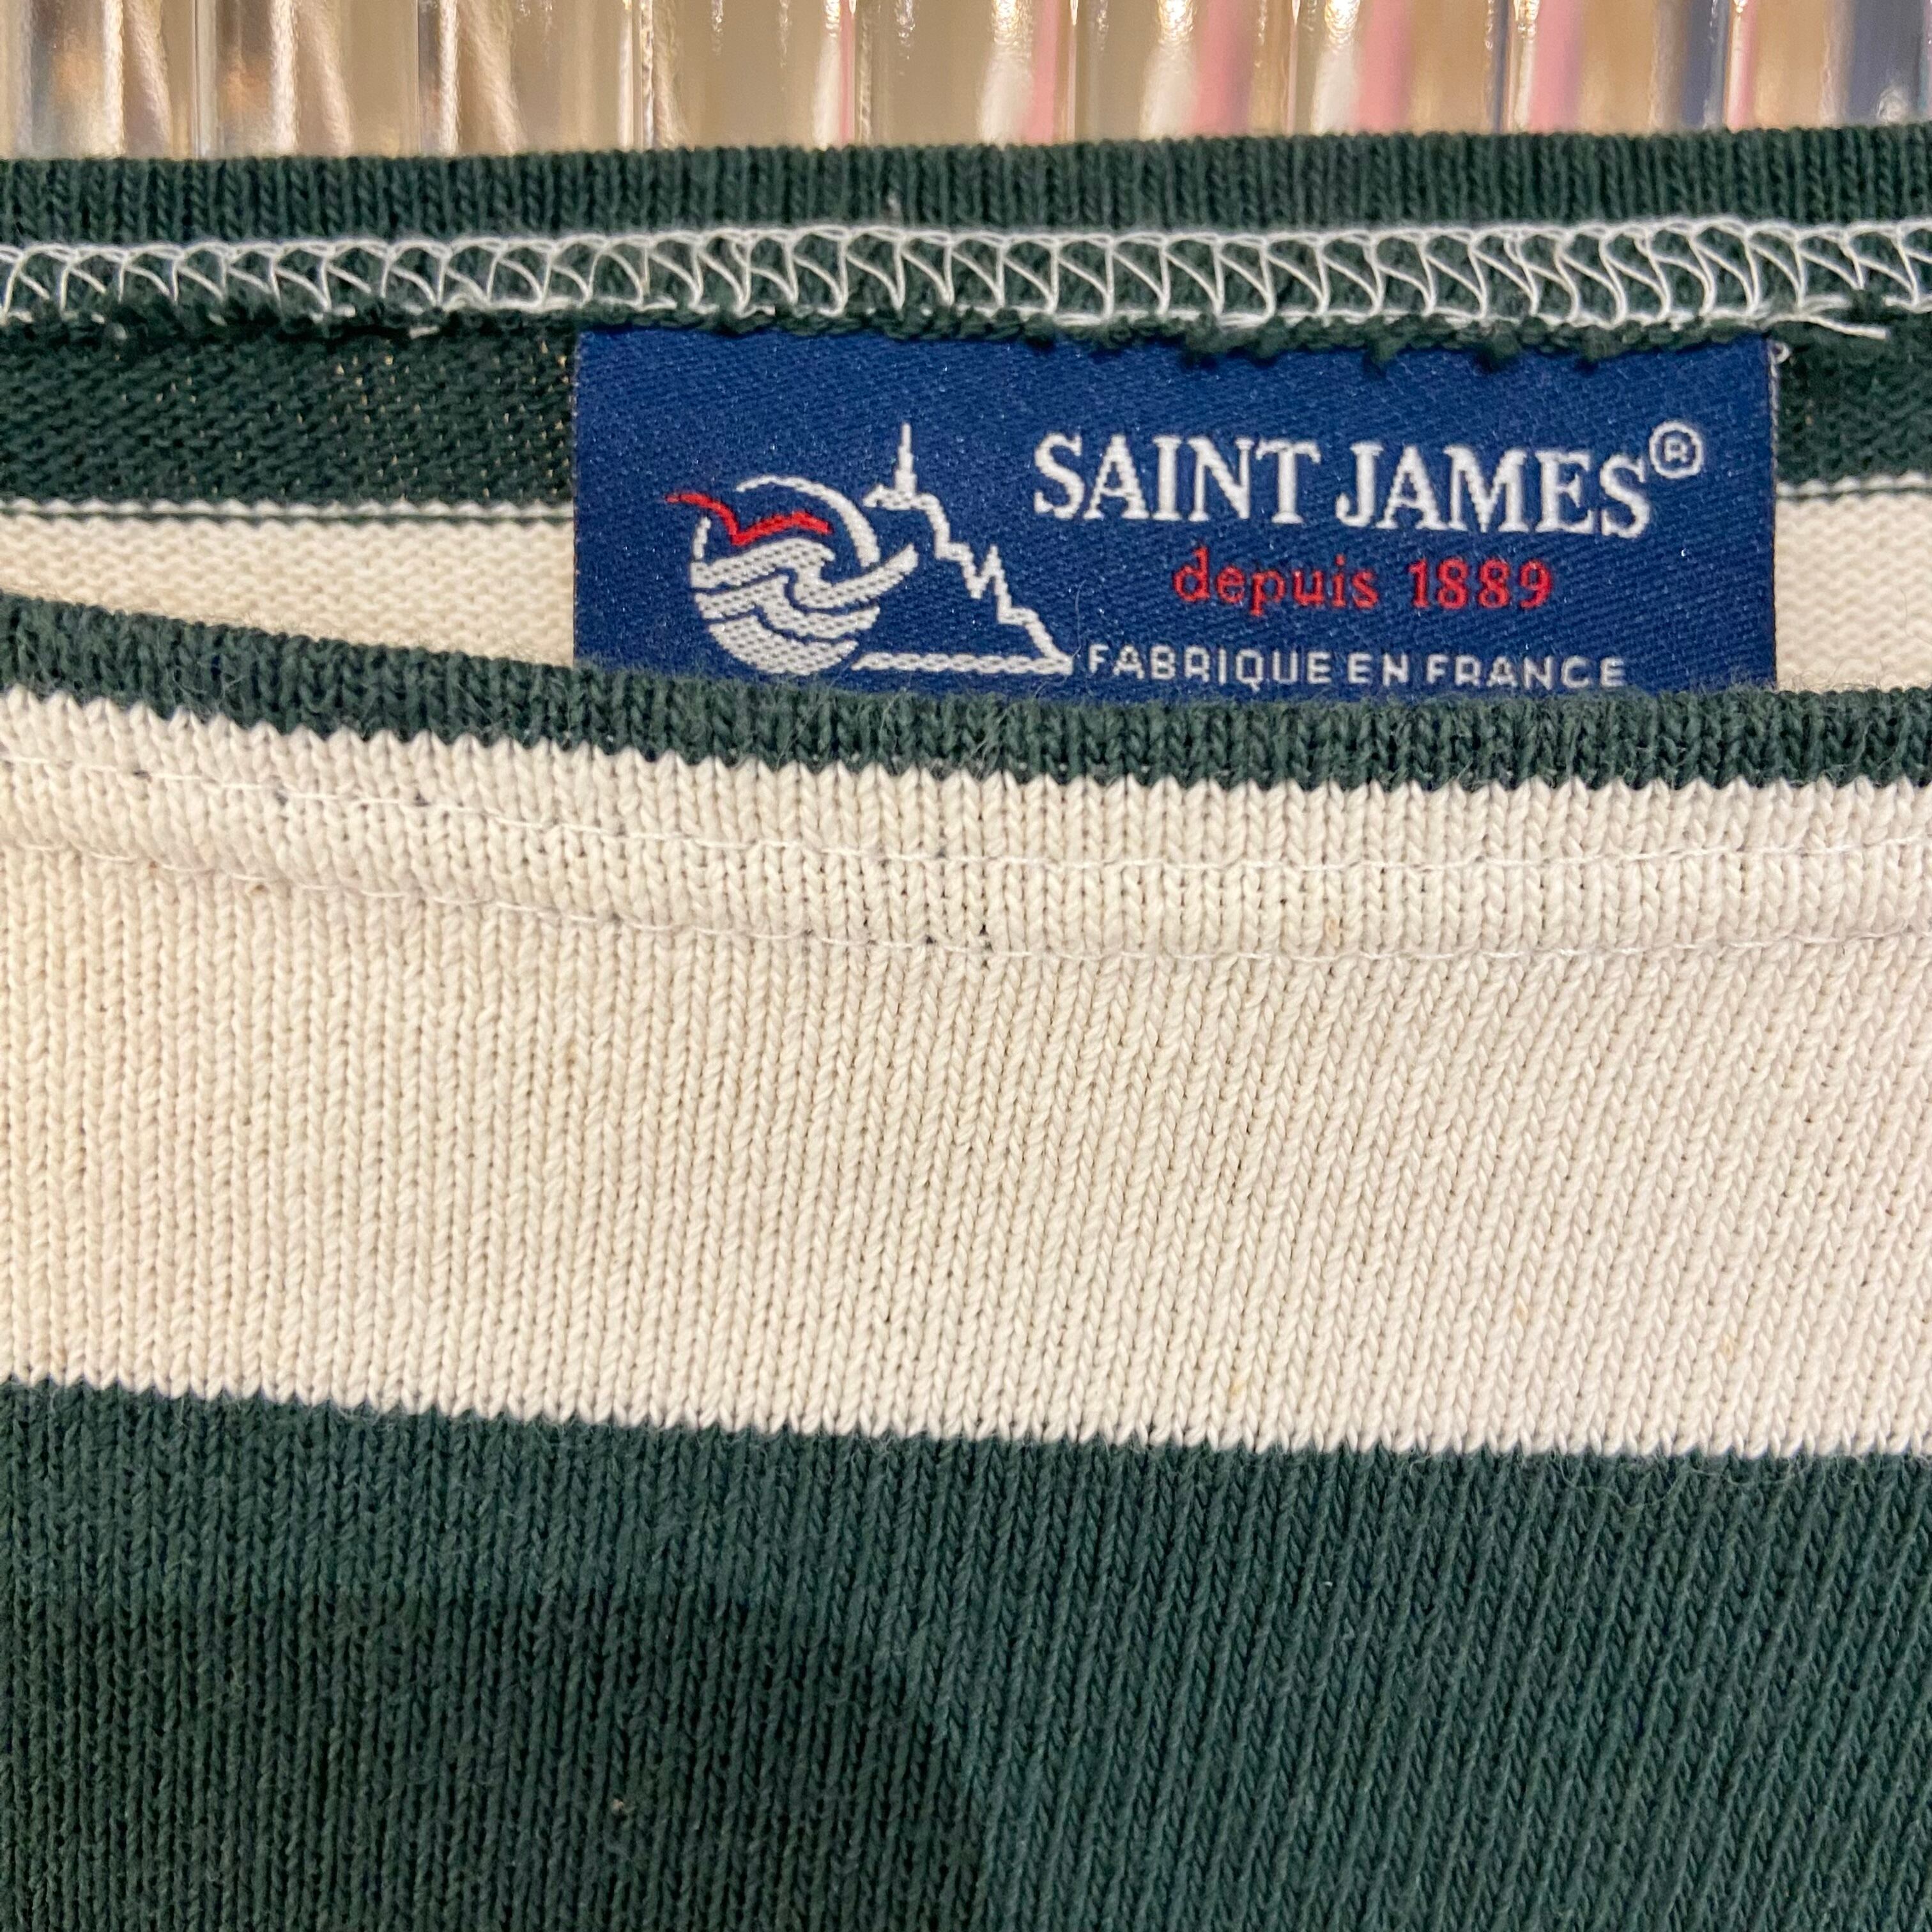 SAINT JAMES®
depuis 1889
FABRIQUE EN FRANCE